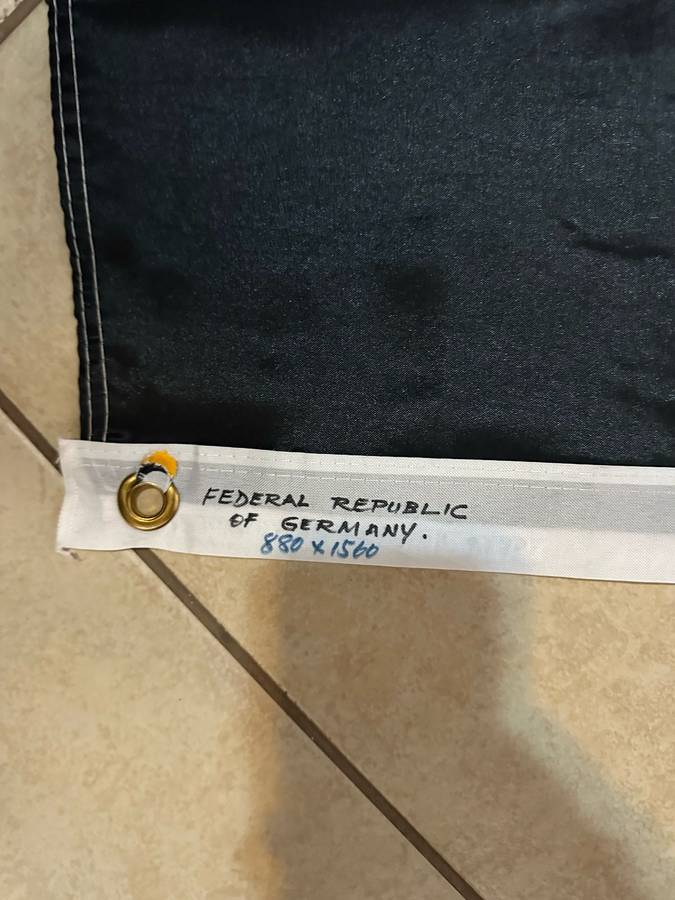 FEDERAL REPUBLIC
OF GERMANY.
880 X 1560